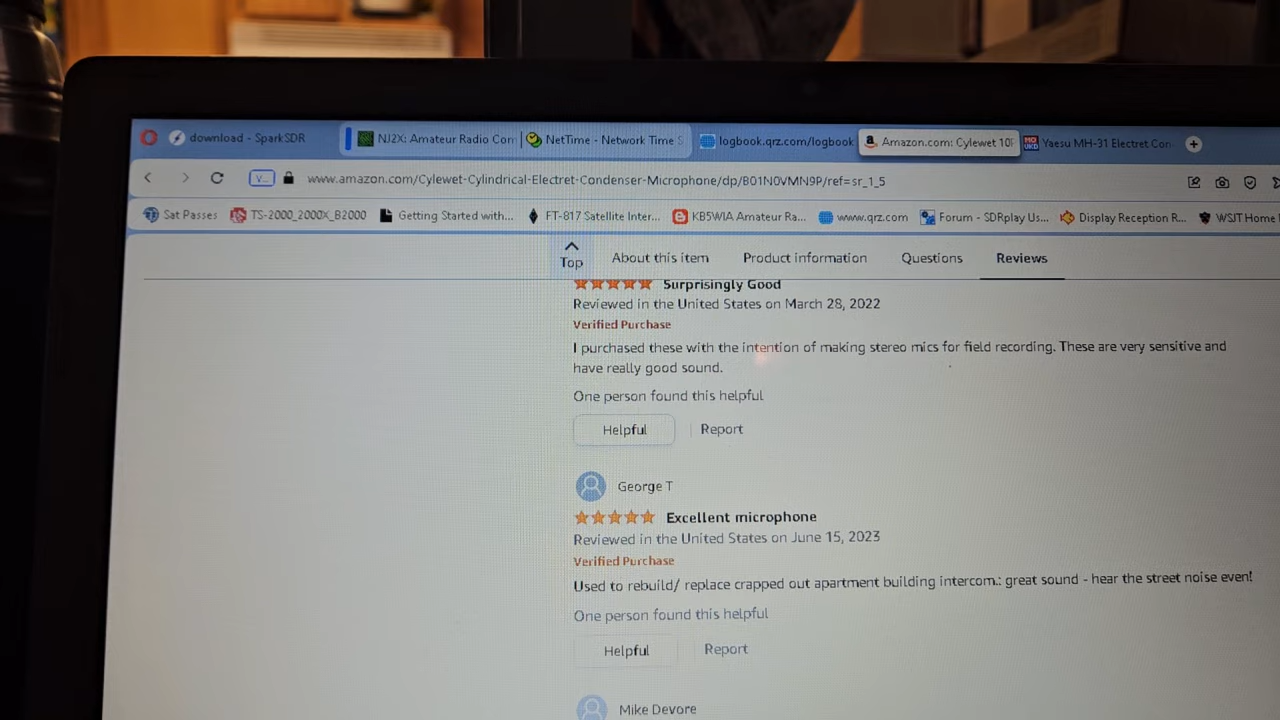 download - SparkSDR
NJ2X: Amateur Radio Con
NetTime - Network Time S
logbook.qrz.com/logbook
Amazon.com: Cylewet 10P
Yaesu MH-31 Electret Con
www.amazon.com/Cylewet-Cylindrical-Electret-Condenser-Microphone/dp/B01N0VMN9P/ref=sr_1_5
Sat Passes
TS-2000_2000X_B2000
Getting Started with...
FT-817 Satellite Inter...
KB5WIA Amateur Ra...
www.qrz.com
Forum - SDRplay Us...
Display Reception R...
WSJT Home
Top
About this item
Product information
Questions
Reviews
Surprisingly Good
Reviewed in the United States on March 28, 2022
Verified Purchase
I purchased these with the intention of making stereo mics for field recording. These are very sensitive and
have really good sound.
One person found this helpful
Helpful
Report
George T
Excellent microphone
Reviewed in the United States on June 15, 2023
Verified Purchase
Used to rebuild/ replace crapped out apartment building intercom.: great sound - hear the street noise even!
One person found this helpful
Helpful
Report
Mike Devore